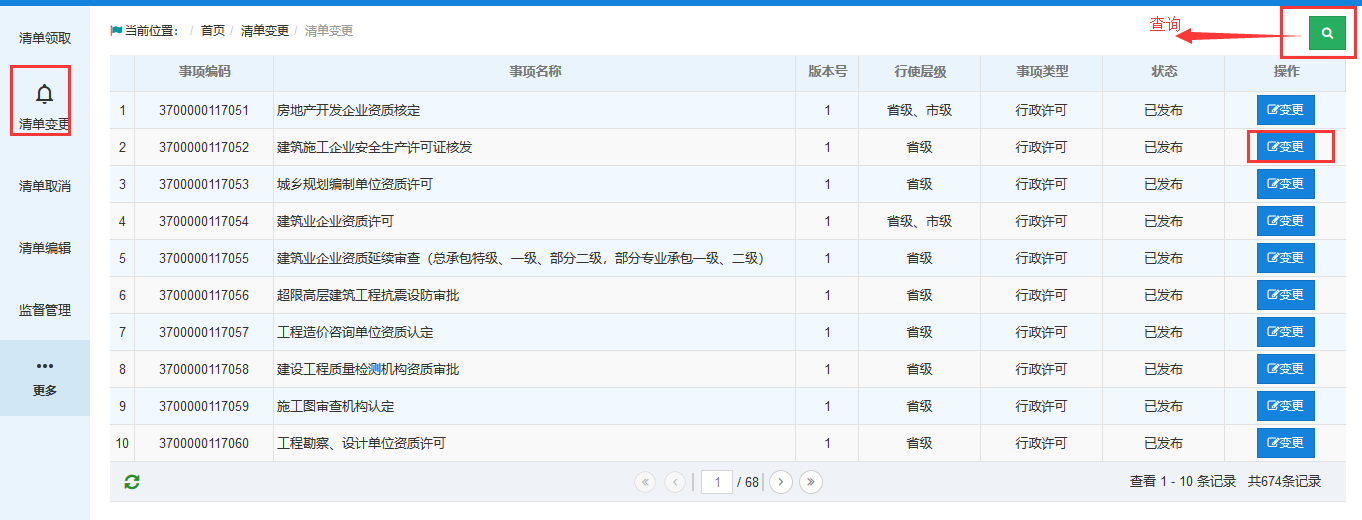 清单领取
清单变更
清单取消
清单编辑
监督管理
更多
当前位置： / 首页 / 清单变更 / 清单变更
查询
事项编码 事项名称 版本号 行使层级 事项类型 状态 操作
1 3700000117051 房地产开发企业资质核定 1 省级、市级 行政许可 已发布 变更
2 3700000117052 建筑施工企业安全生产许可证核发 1 省级 行政许可 已发布 变更
3 3700000117053 城乡规划编制单位资质许可 1 省级 行政许可 已发布 变更
4 3700000117054 建筑业企业资质许可 1 省级、市级 行政许可 已发布 变更
5 3700000117055 建筑业企业资质延续审查（总承包特级、一级、部分二级，部分专业承包一级、二级） 1 省级 行政许可 已发布 变更
6 3700000117056 超限高层建筑工程抗震设防审批 1 省级 行政许可 已发布 变更
7 3700000117057 工程造价咨询单位资质认定 1 省级 行政许可 已发布 变更
8 3700000117058 建设工程质量检测机构资质审批 1 省级 行政许可 已发布 变更
9 3700000117059 施工图审查机构认定 1 省级 行政许可 已发布 变更
10 3700000117060 工程勘察、设计单位资质许可 1 省级 行政许可 已发布 变更
1 / 68 查看 1 - 10 条记录 共674条记录